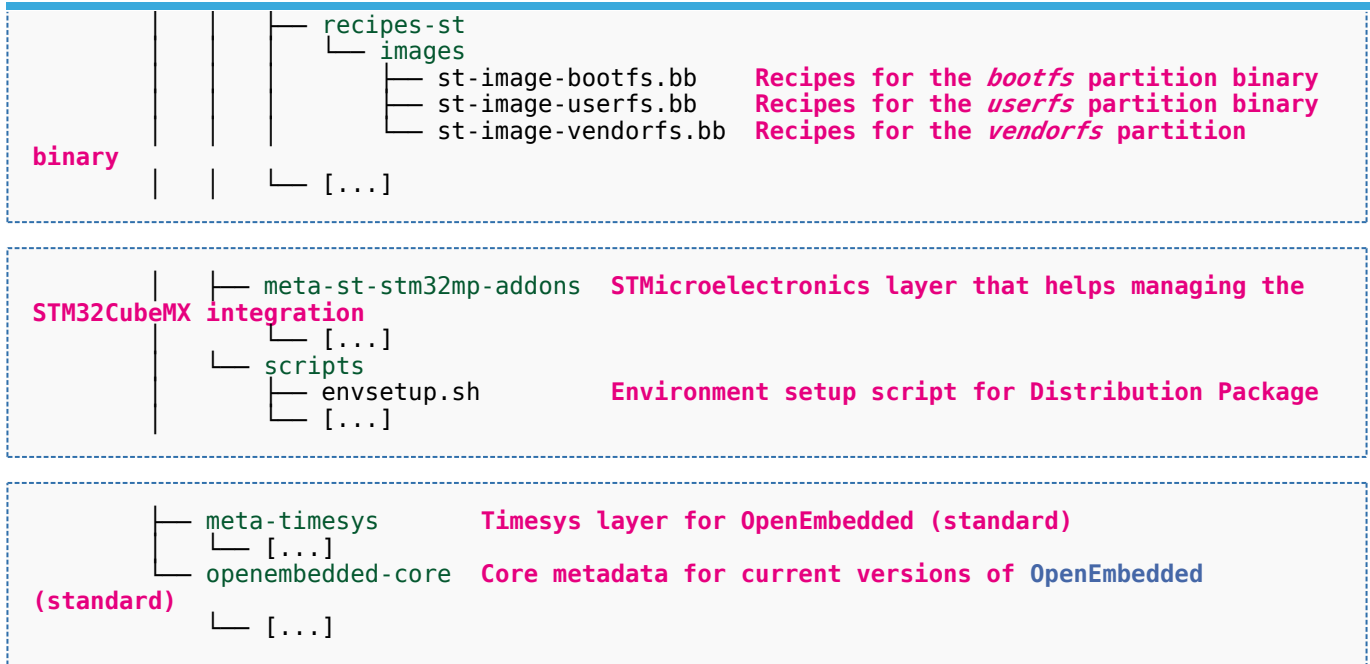 │   │   ├── recipes-st
│   │   │   └── images
│   │   │       ├── st-image-bootfs.bb    Recipes for the bootfs partition binary
│   │   │       ├── st-image-userfs.bb    Recipes for the userfs partition binary
│   │   │       └── st-image-vendorfs.bb  Recipes for the vendorfs partition
binary
│   │   └── [...]
│   ├── meta-st-stm32mp-addons  STMicroelectronics layer that helps managing the
STM32CubeMX integration
│       └── [...]
│   └── scripts
│       ├── envsetup.sh         Environment setup script for Distribution Package
│       └── [...]
├── meta-timesys       Timesys layer for OpenEmbedded (standard)
│   └── [...]
└── openembedded-core  Core metadata for current versions of OpenEmbedded
(standard)
    └── [...]